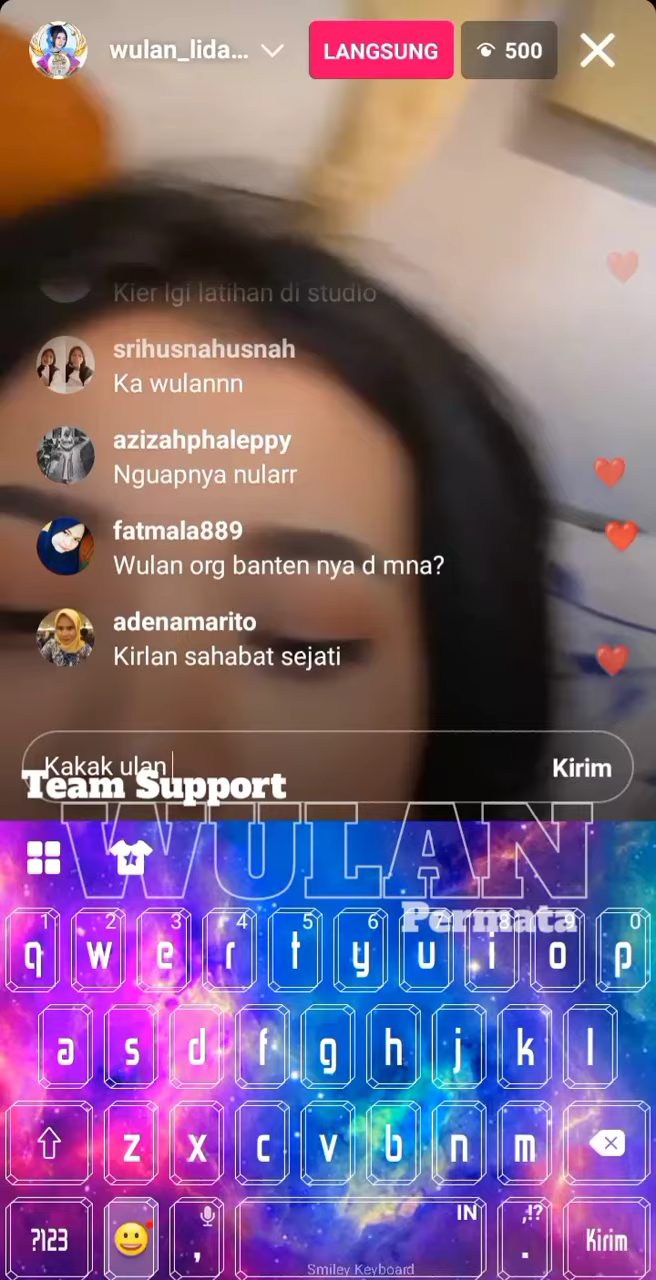 wulan_lida...
LANGSUNG
500
Kier lgi latihan di studio
srihusnahusnah
Ka wulannn
azizahphaleppy
Nguapnya nularr
fatmala889
Wulan org banten nya d mna?
adenamarito
Kirlan sahabat sejati
Kakak ulan
Kirim
Team Support
WULAN
Permata
1 2 3 4 5 6 7 8 9 0
q w e r t y u i o p
a s d f g h j k l
z x c v b n m
IN ,!?
?123 , . Kirim
Smiley Keyboard